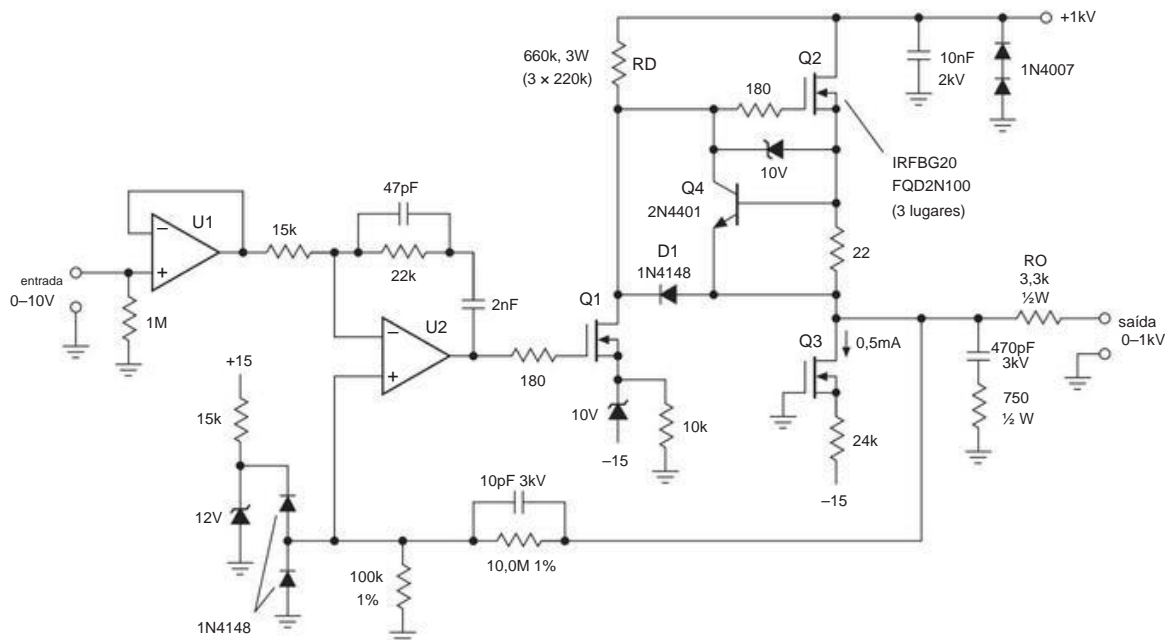 +1kV
660k, 3W
(3 × 220k)
RD
Q2
10nF
2kV
1N4007
180
IRFBG20
FQD2N100
(3 lugares)
10V
Q4
2N4401
47pF
U1
15k
22k
22
D1
1N4148
RO
3,3k
½W
entrada
0–10V
1M
2nF
Q1
U2
saída
0–1kV
Q3
0,5mA
470pF
3kV
180
+15
750
½ W
15k
10V
10k
24k
–15
–15
10pF 3kV
12V
10,0M 1%
100k
1%
1N4148
−
+
−
+